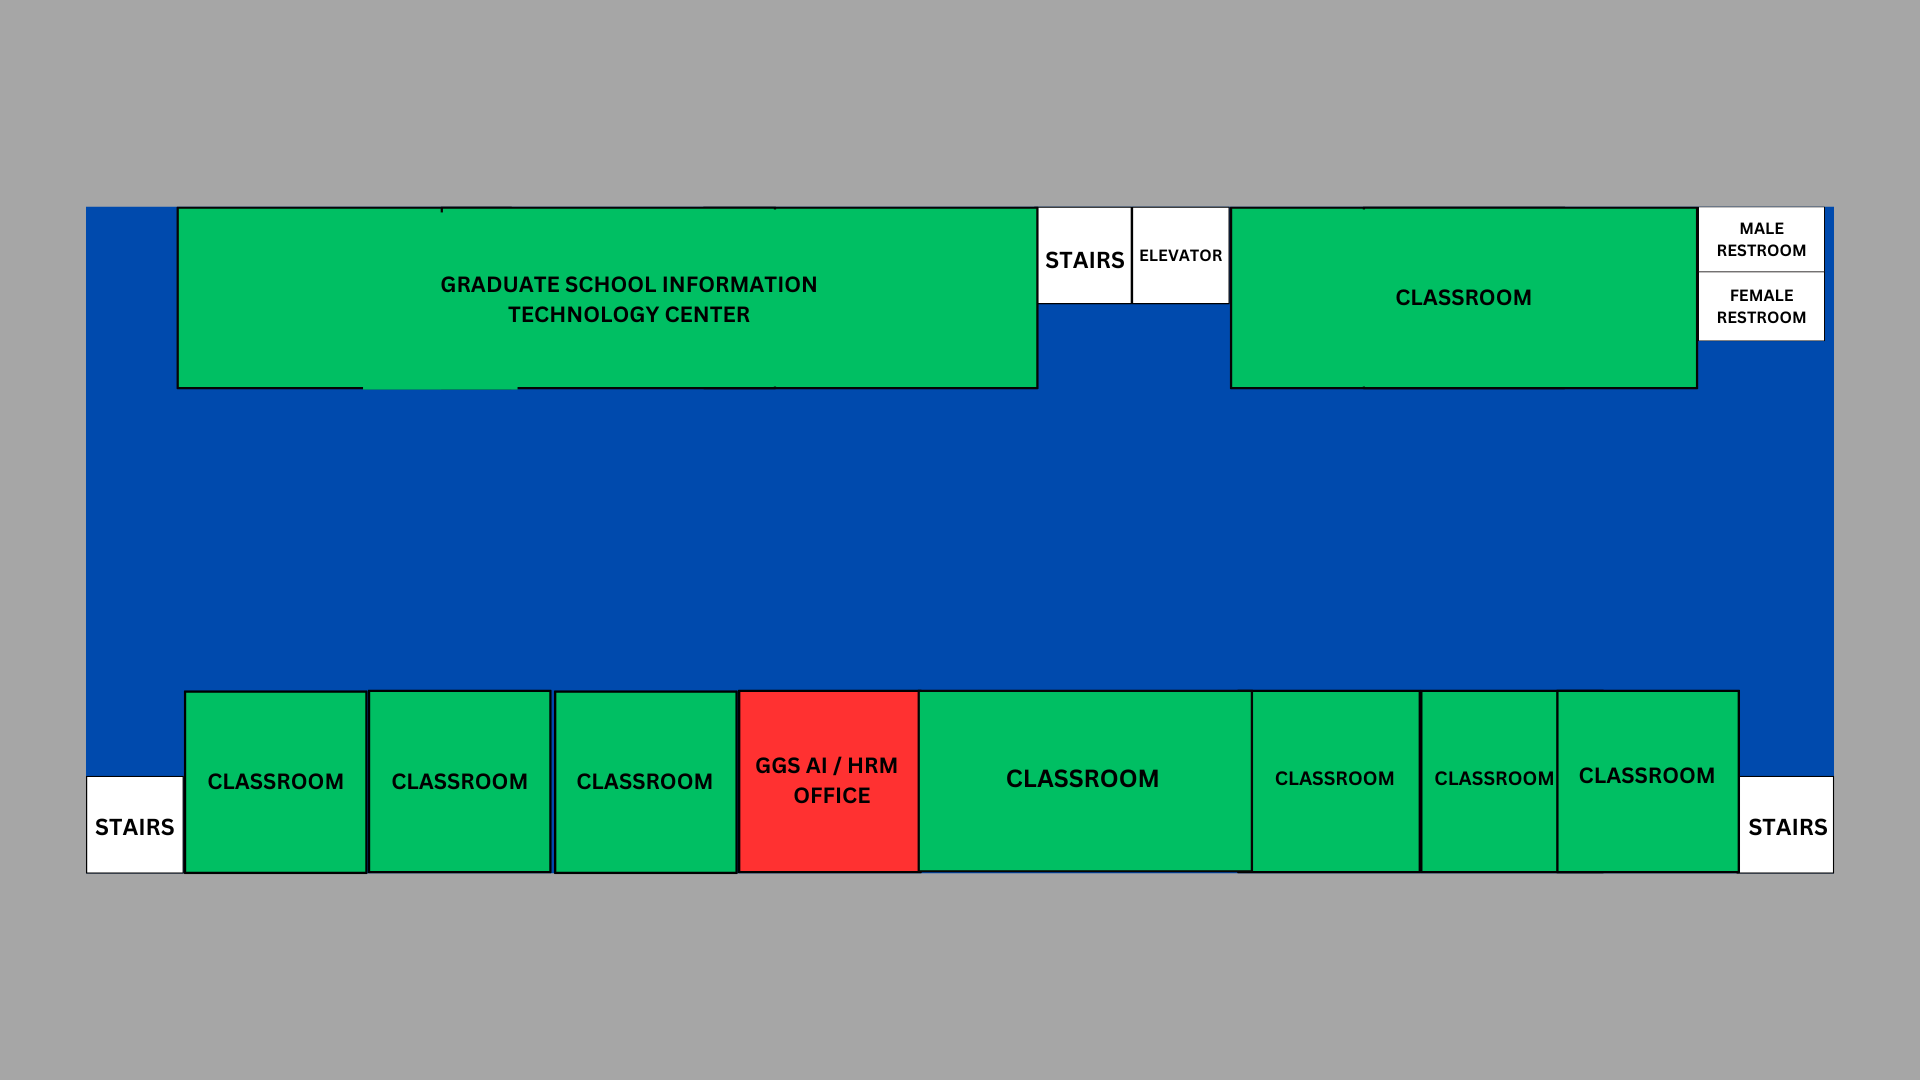 GRADUATE SCHOOL INFORMATION
TECHNOLOGY CENTER
STAIRS
ELEVATOR
CLASSROOM
MALE
RESTROOM
FEMALE
RESTROOM
STAIRS
CLASSROOM
CLASSROOM
CLASSROOM
GGS AI / HRM
OFFICE
CLASSROOM
CLASSROOM
CLASSROOM
CLASSROOM
STAIRS